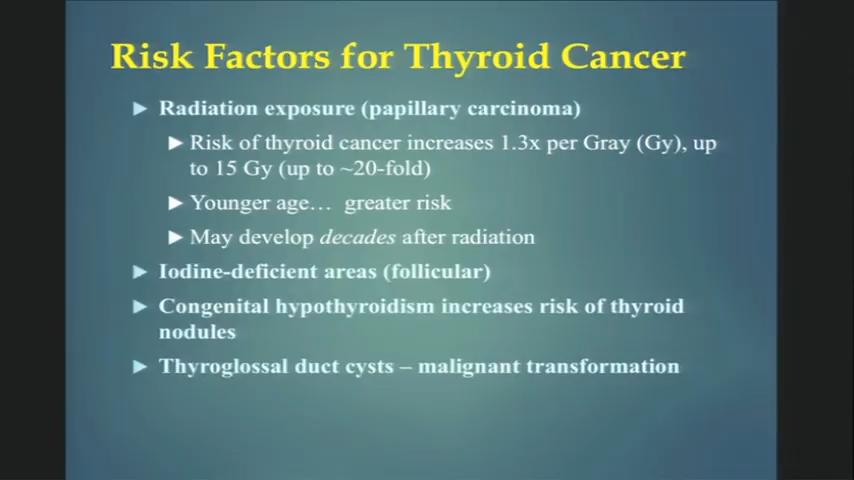 Risk Factors for Thyroid Cancer
► Radiation exposure (papillary carcinoma)
► Risk of thyroid cancer increases 1.3x per Gray (Gy), up
to 15 Gy (up to ~20-fold)
► Younger age… greater risk
► May develop decades after radiation
► Iodine-deficient areas (follicular)
► Congenital hypothyroidism increases risk of thyroid
nodules
► Thyroglossal duct cysts – malignant transformation